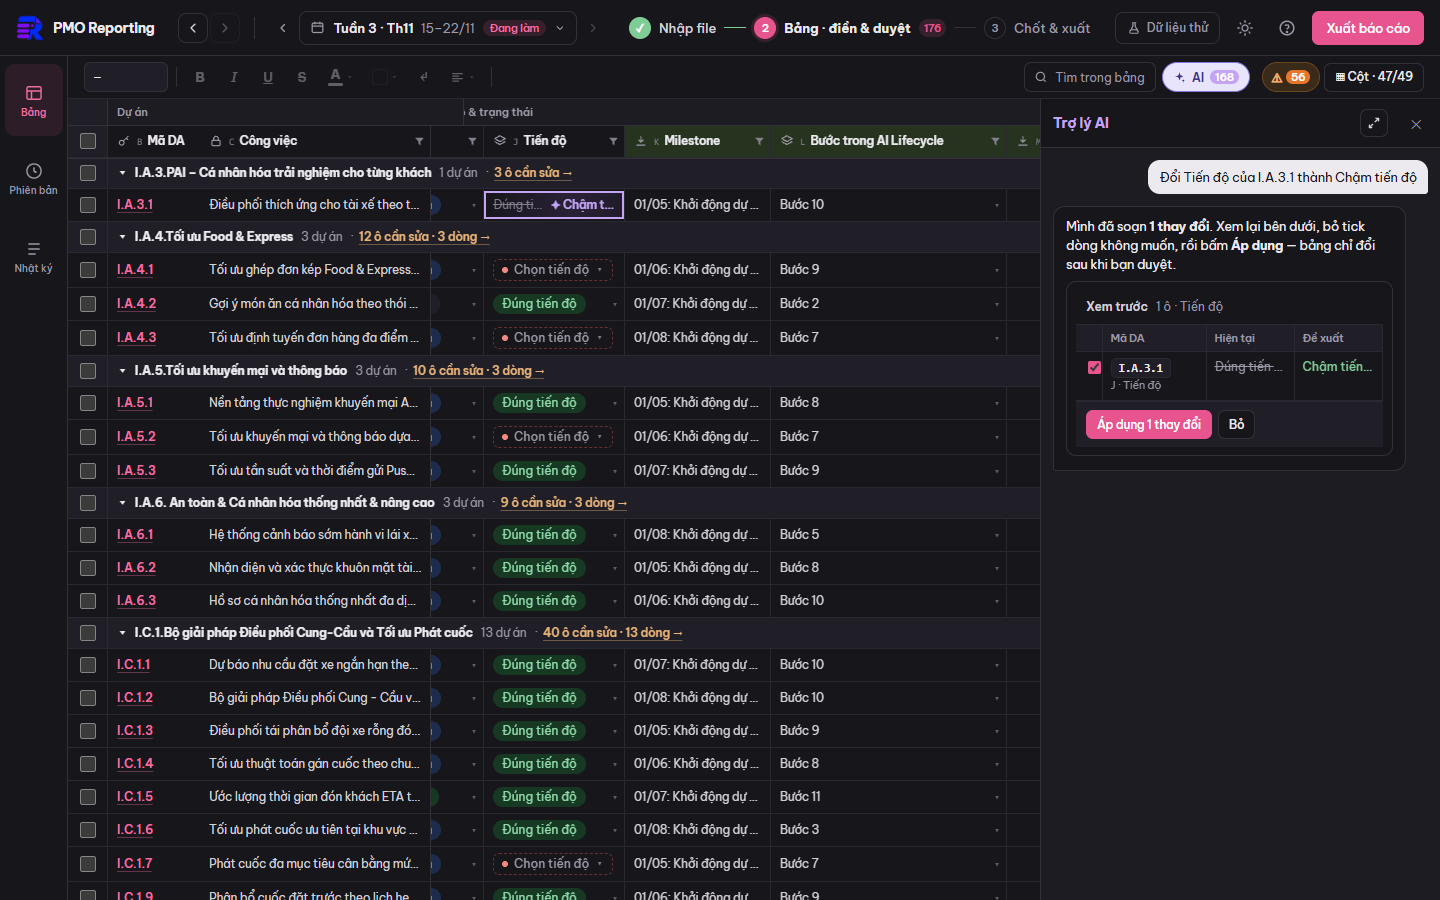 PMO Reporting
Tuần 3 · Th11 15–22/11 Đang làm
Nhập file
2 Bảng · điền & duyệt 176
3 Chốt & xuất
Dữ liệu thử
Xuất báo cáo
Bảng
Phiên bản
Nhật ký
–
B I U S A
Tìm trong bảng
AI 168
56
Cột · 47/49
Dự án
& trạng thái
B Mã DA
C Công việc
J Tiến độ
K Milestone
L Bước trong AI Lifecycle
I.A.3.PAI – Cá nhân hóa trải nghiệm cho từng khách 1 dự án · 3 ô cần sửa →
I.A.3.1 Điều phối thích ứng cho tài xế theo t... Đúng ti... Chậm t... 01/05: Khởi động dự ... Bước 10
I.A.4.Tối ưu Food & Express 3 dự án · 12 ô cần sửa · 3 dòng →
I.A.4.1 Tối ưu ghép đơn kép Food & Express... Chọn tiến độ 01/06: Khởi động dự ... Bước 9
I.A.4.2 Gợi ý món ăn cá nhân hóa theo thói ... Đúng tiến độ 01/07: Khởi động dự ... Bước 2
I.A.4.3 Tối ưu định tuyến đơn hàng đa điểm ... Chọn tiến độ 01/08: Khởi động dự ... Bước 7
I.A.5.Tối ưu khuyến mại và thông báo 3 dự án · 10 ô cần sửa · 3 dòng →
I.A.5.1 Nền tảng thực nghiệm khuyến mại A... Đúng tiến độ 01/05: Khởi động dự ... Bước 8
I.A.5.2 Tối ưu khuyến mại và thông báo dựa... Chọn tiến độ 01/06: Khởi động dự ... Bước 7
I.A.5.3 Tối ưu tần suất và thời điểm gửi Pus... Đúng tiến độ 01/07: Khởi động dự ... Bước 9
I.A.6. An toàn & Cá nhân hóa thống nhất & nâng cao 3 dự án · 9 ô cần sửa · 3 dòng →
I.A.6.1 Hệ thống cảnh báo sớm hành vi lái x... Đúng tiến độ 01/08: Khởi động dự ... Bước 5
I.A.6.2 Nhận diện và xác thực khuôn mặt tài... Đúng tiến độ 01/05: Khởi động dự ... Bước 8
I.A.6.3 Hồ sơ cá nhân hóa thống nhất đa dị... Đúng tiến độ 01/06: Khởi động dự ... Bước 10
I.C.1.Bộ giải pháp Điều phối Cung-Cầu và Tối ưu Phát cuốc 13 dự án · 40 ô cần sửa · 13 dòng →
I.C.1.1 Dự báo nhu cầu đặt xe ngắn hạn the... Đúng tiến độ 01/07: Khởi động dự ... Bước 10
I.C.1.2 Bộ giải pháp Điều phối Cung - Cầu v... Đúng tiến độ 01/08: Khởi động dự ... Bước 10
I.C.1.3 Điều phối tái phân bổ đội xe rỗng đó... Đúng tiến độ 01/05: Khởi động dự ... Bước 9
I.C.1.4 Tối ưu thuật toán gán cuốc theo chu... Đúng tiến độ 01/06: Khởi động dự ... Bước 8
I.C.1.5 Ước lượng thời gian đón khách ETA t... Đúng tiến độ 01/07: Khởi động dự ... Bước 11
I.C.1.6 Tối ưu phát cuốc ưu tiên tại khu vực ... Đúng tiến độ 01/08: Khởi động dự ... Bước 3
I.C.1.7 Phát cuốc đa mục tiêu cân bằng mứ... Chọn tiến độ 01/05: Khởi động dự ... Bước 7
I.C.1.9 Phân bổ cuốc đặt trước theo lịch hẹ... Đúng tiến độ 01/06: Khởi động dự ... Bước 9
Trợ lý AI
Đổi Tiến độ của I.A.3.1 thành Chậm tiến độ
Mình đã soạn 1 thay đổi. Xem lại bên dưới, bỏ tick
dòng không muốn, rồi bấm Áp dụng — bảng chỉ đổi
sau khi bạn duyệt.
Xem trước 1 ô · Tiến độ
Mã DA Hiện tại Đề xuất
I.A.3.1 Đúng tiến ... Chậm tiến...
J · Tiến độ
Áp dụng 1 thay đổi Bỏ